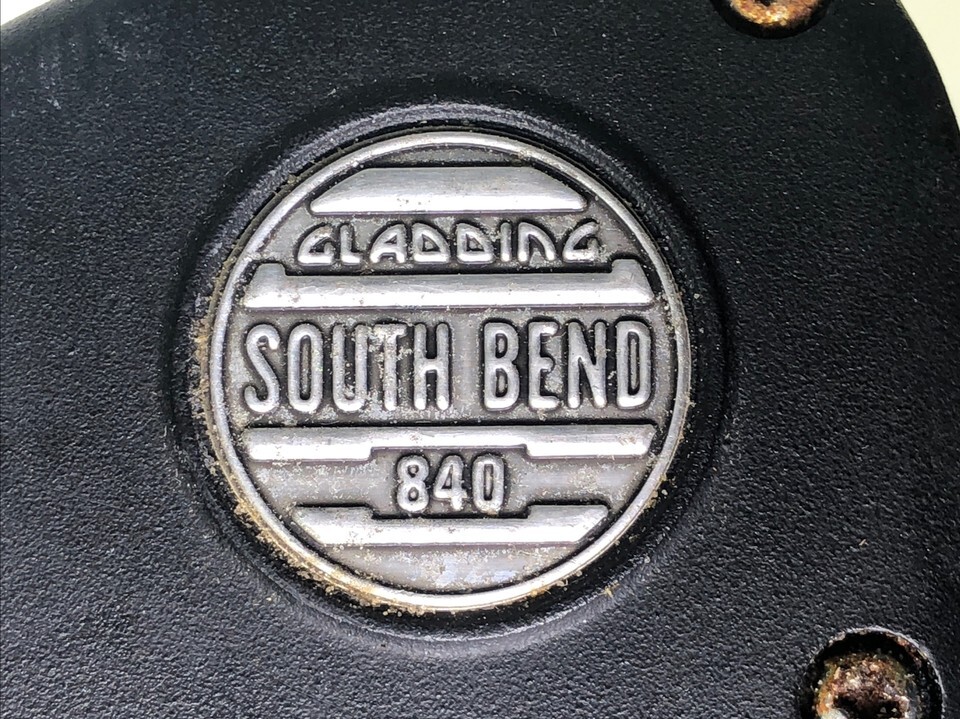 GLADDING
SOUTH BEND
840